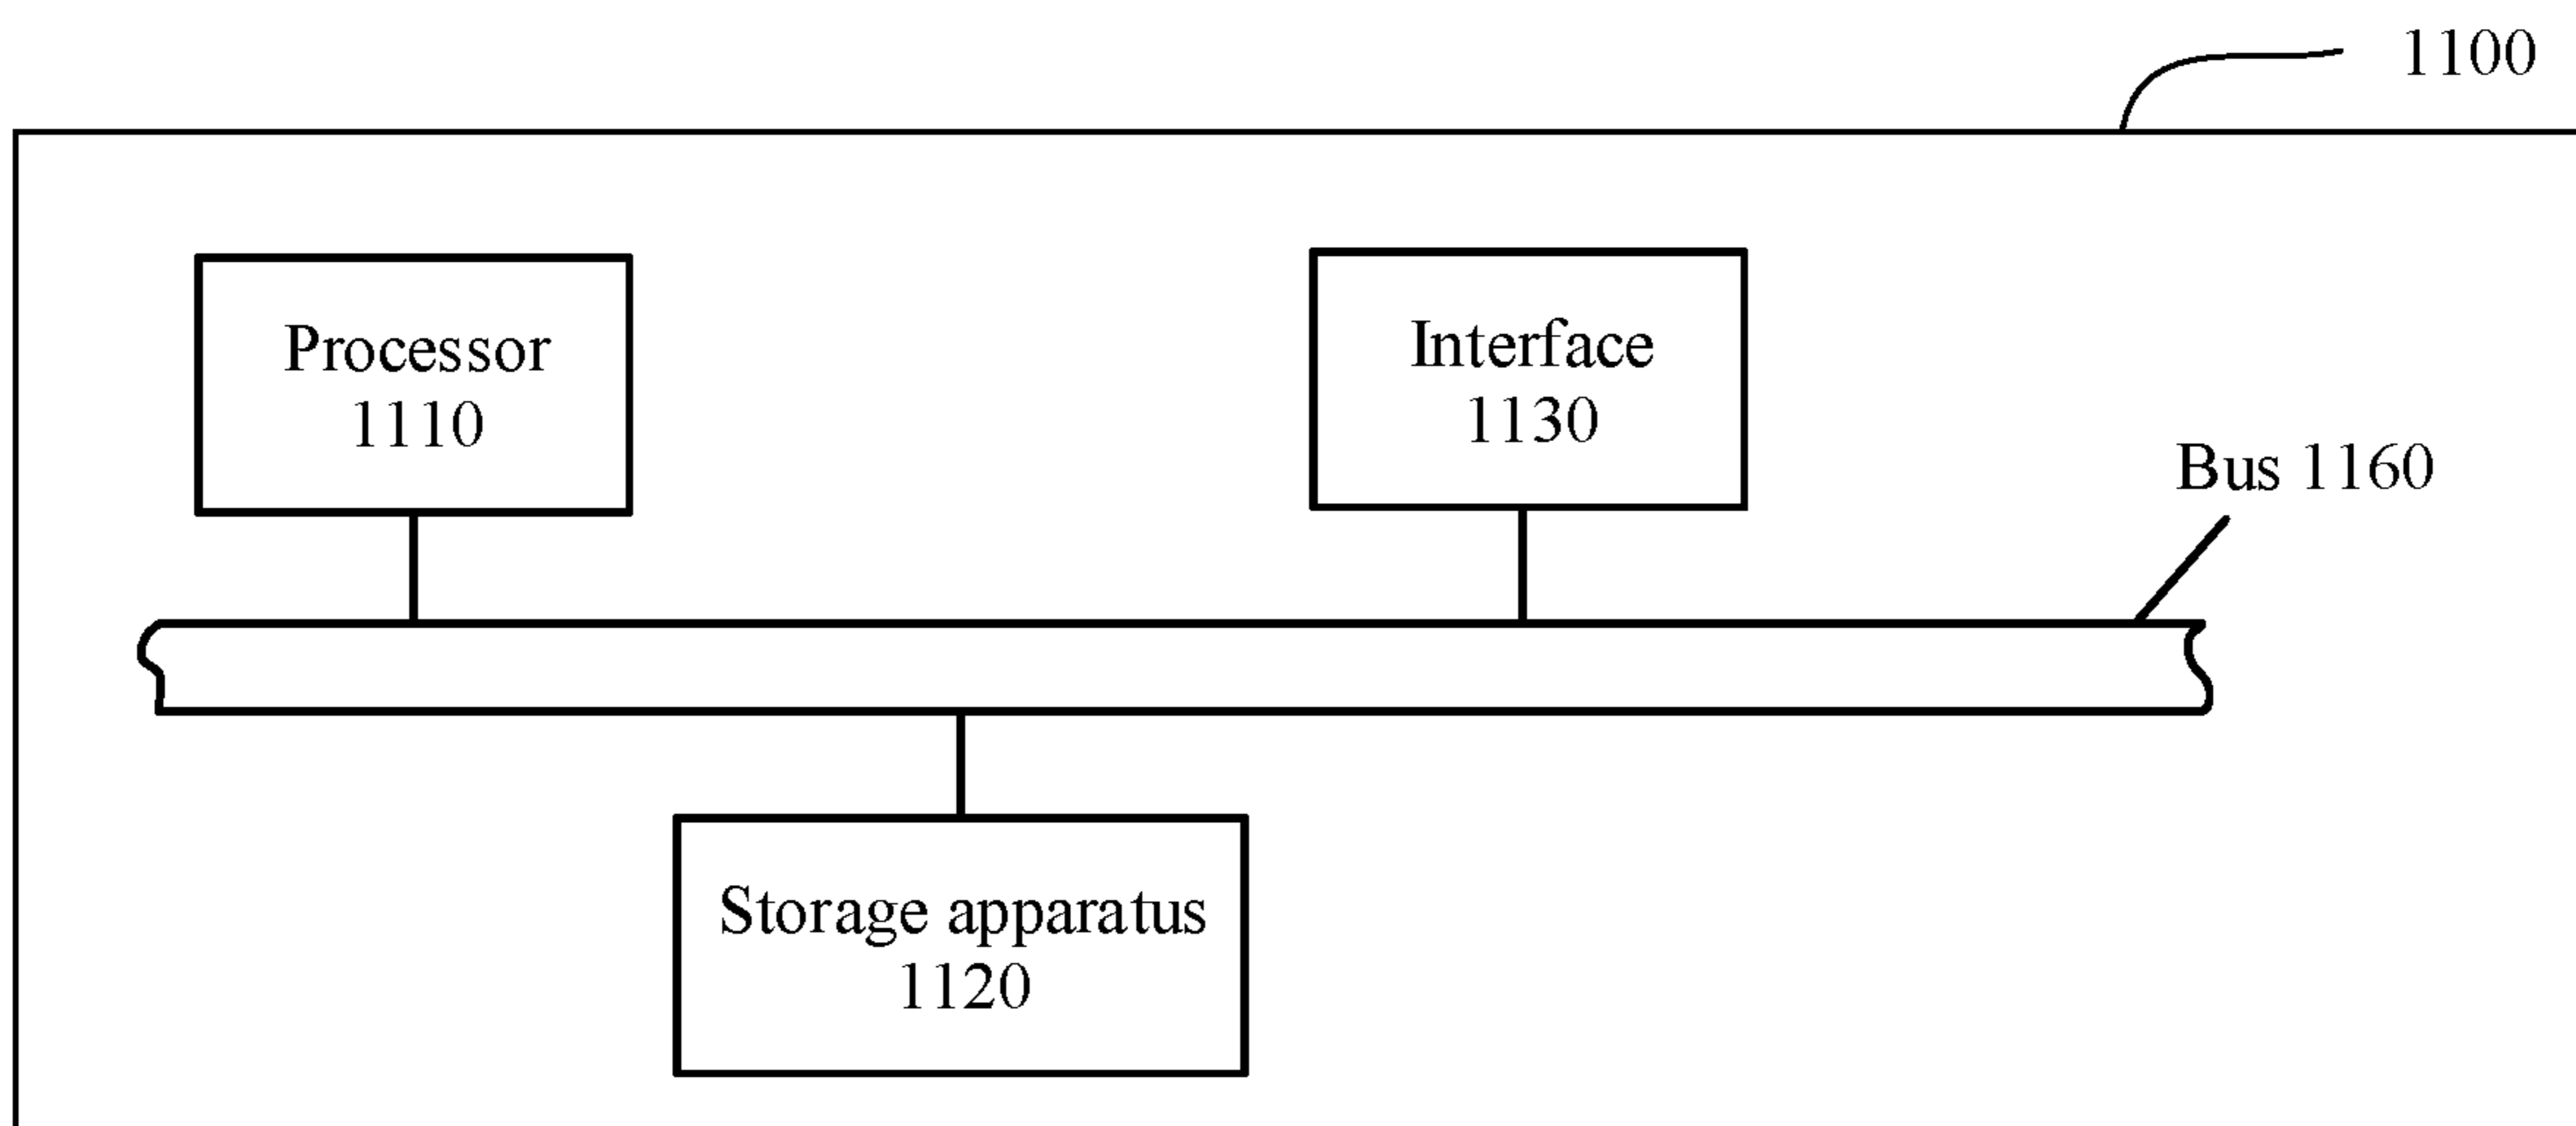 1100
Processor
1110
Interface
1130
Bus 1160
Storage apparatus
1120